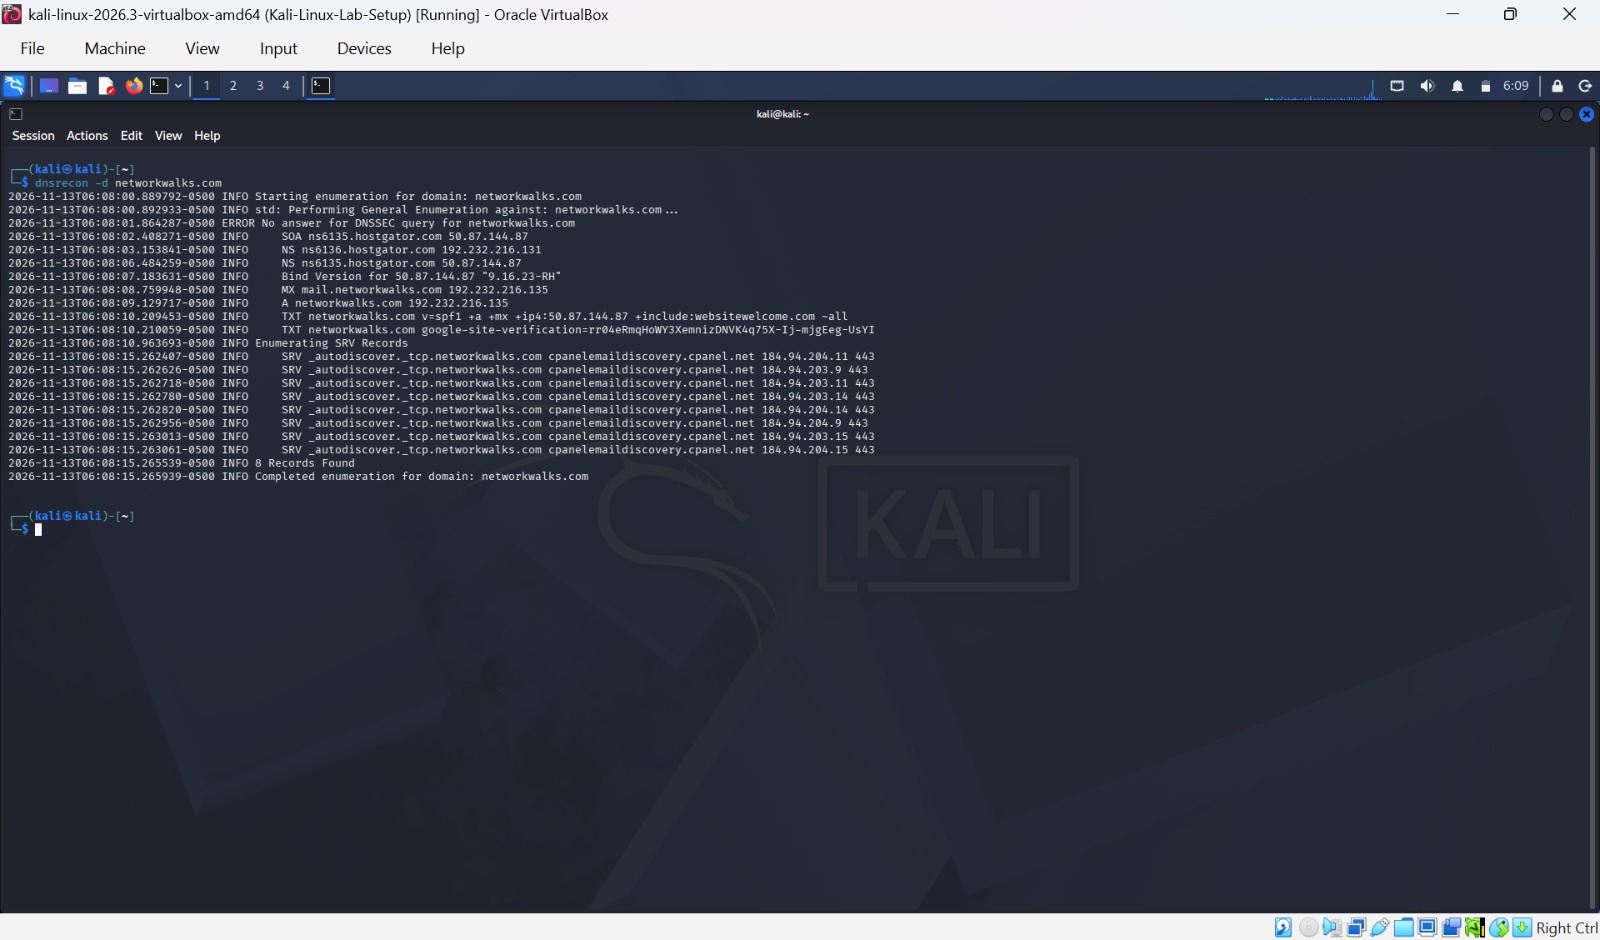 kali-linux-2026.3-virtualbox-amd64 (Kali-Linux-Lab-Setup) [Running] - Oracle VirtualBox
File Machine View Input Devices Help
1 2 3 4 6:09
kali@kali: ~
Session Actions Edit View Help
┌──(kali㉿kali)-[~]
└─$ dnsrecon -d networkwalks.com
2026-11-13T06:08:00.889792-0500 INFO Starting enumeration for domain: networkwalks.com
2026-11-13T06:08:00.892933-0500 INFO std: Performing General Enumeration against: networkwalks.com...
2026-11-13T06:08:01.864287-0500 ERROR No answer for DNSSEC query for networkwalks.com
2026-11-13T06:08:02.408271-0500 INFO SOA ns6135.hostgator.com 50.87.144.87
2026-11-13T06:08:03.153841-0500 INFO NS ns6136.hostgator.com 192.232.216.131
2026-11-13T06:08:06.484259-0500 INFO NS ns6135.hostgator.com 50.87.144.87
2026-11-13T06:08:07.183631-0500 INFO Bind Version for 50.87.144.87 "9.16.23-RH"
2026-11-13T06:08:08.759948-0500 INFO MX mail.networkwalks.com 192.232.216.135
2026-11-13T06:08:09.129717-0500 INFO A networkwalks.com 192.232.216.135
2026-11-13T06:08:10.209453-0500 INFO TXT networkwalks.com v=spf1 +a +mx +ip4:50.87.144.87 +include:websitewelcome.com ~all
2026-11-13T06:08:10.210059-0500 INFO TXT networkwalks.com google-site-verification=rr04eRmqHoWY3XemnizDNVK4q75X-Ij-mjgEeg-UsYI
2026-11-13T06:08:10.963693-0500 INFO Enumerating SRV Records
2026-11-13T06:08:15.262407-0500 INFO SRV _autodiscover._tcp.networkwalks.com cpanelemaildiscovery.cpanel.net 184.94.204.11 443
2026-11-13T06:08:15.262626-0500 INFO SRV _autodiscover._tcp.networkwalks.com cpanelemaildiscovery.cpanel.net 184.94.203.9 443
2026-11-13T06:08:15.262718-0500 INFO SRV _autodiscover._tcp.networkwalks.com cpanelemaildiscovery.cpanel.net 184.94.203.11 443
2026-11-13T06:08:15.262780-0500 INFO SRV _autodiscover._tcp.networkwalks.com cpanelemaildiscovery.cpanel.net 184.94.203.14 443
2026-11-13T06:08:15.262820-0500 INFO SRV _autodiscover._tcp.networkwalks.com cpanelemaildiscovery.cpanel.net 184.94.204.14 443
2026-11-13T06:08:15.262956-0500 INFO SRV _autodiscover._tcp.networkwalks.com cpanelemaildiscovery.cpanel.net 184.94.204.9 443
2026-11-13T06:08:15.263013-0500 INFO SRV _autodiscover._tcp.networkwalks.com cpanelemaildiscovery.cpanel.net 184.94.203.15 443
2026-11-13T06:08:15.263061-0500 INFO SRV _autodiscover._tcp.networkwalks.com cpanelemaildiscovery.cpanel.net 184.94.204.15 443
2026-11-13T06:08:15.265539-0500 INFO 8 Records Found
2026-11-13T06:08:15.265939-0500 INFO Completed enumeration for domain: networkwalks.com
┌──(kali㉿kali)-[~]
└─$
KALI
Right Ctrl